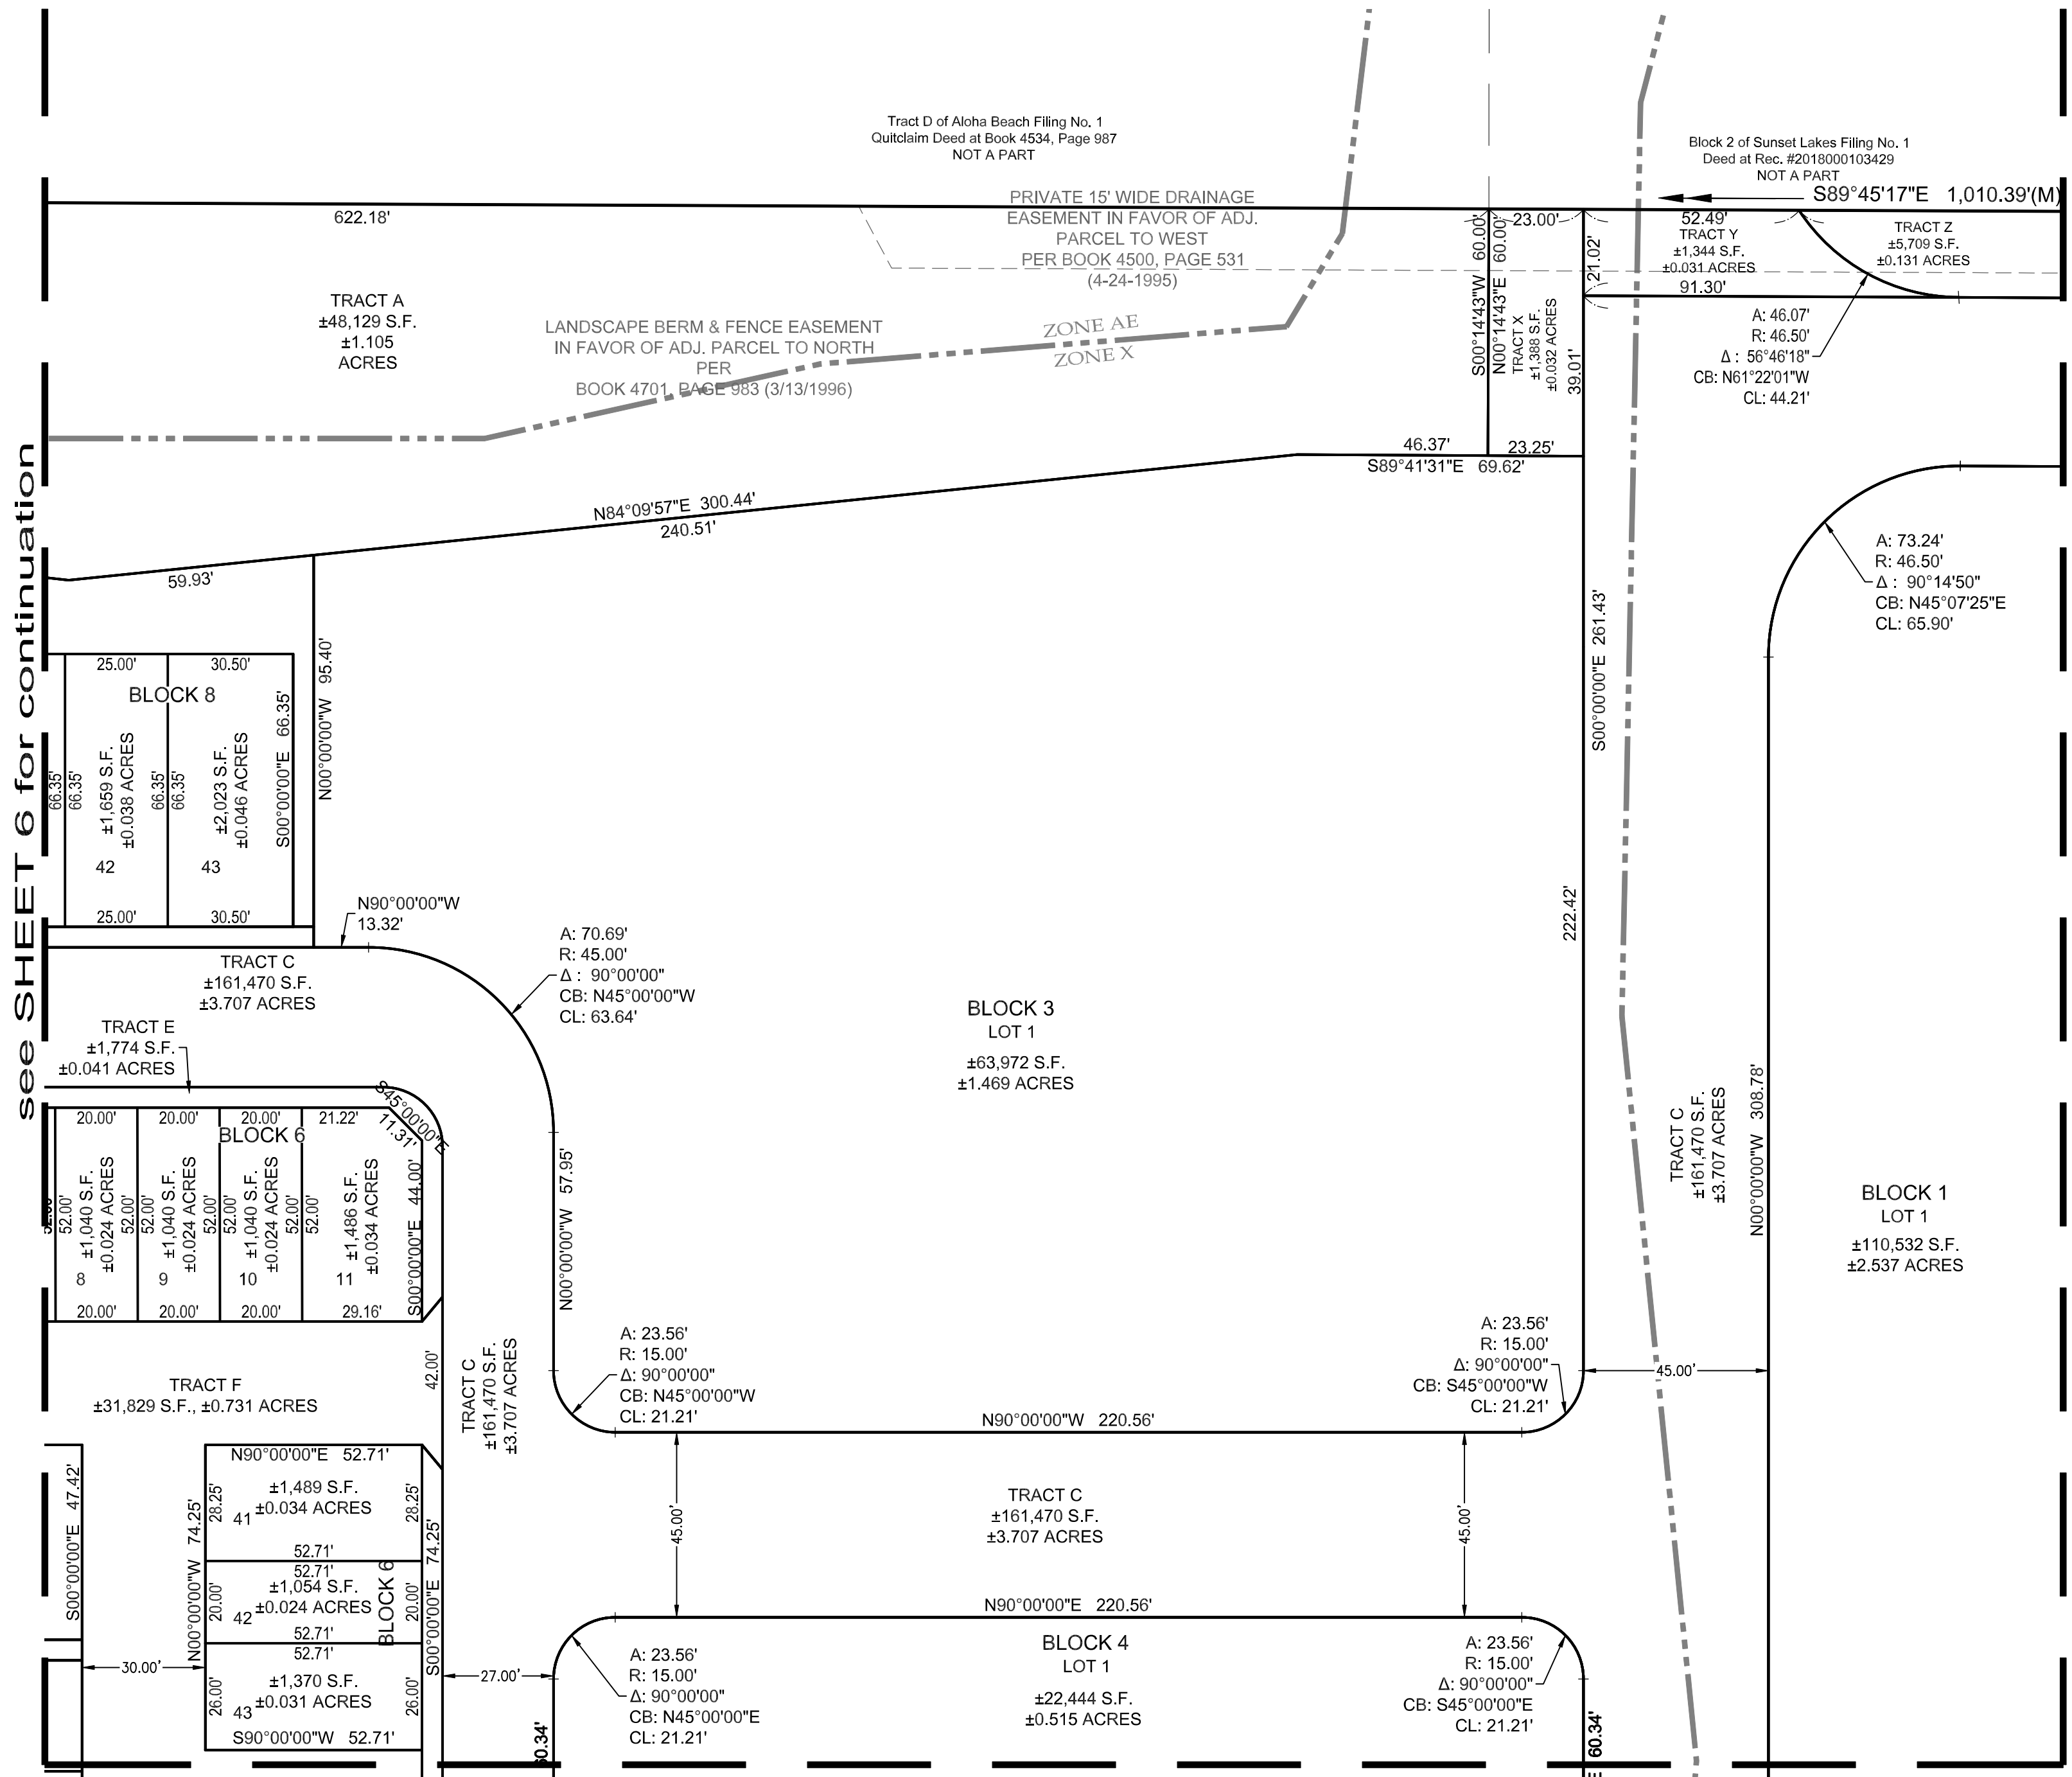 Tract D of Aloha Beach Filing No. 1
Quitclaim Deed at Book 4534, Page 987
NOT A PART
Block 2 of Sunset Lakes Filing No. 1
Deed at Rec. #2018000103429
NOT A PART
S89°45'17"E 1,010.39'(M)
622.18'
PRIVATE 15' WIDE DRAINAGE
EASEMENT IN FAVOR OF ADJ.
PARCEL TO WEST
PER BOOK 4500, PAGE 531
(4-24-1995)
S00°14'43"W 60.00'
N00°14'43"E 60.00'
23.00'
TRACT X
±1,388 S.F.
±0.032 ACRES
21.02'
39.01'
52.49'
TRACT Y
±1,344 S.F.
±0.031 ACRES
91.30'
TRACT Z
±5,709 S.F.
±0.131 ACRES
A: 46.07'
R: 46.50'
Δ : 56°46'18"
CB: N61°22'01"W
CL: 44.21'
TRACT A
±48,129 S.F.
±1.105
ACRES
LANDSCAPE BERM & FENCE EASEMENT
IN FAVOR OF ADJ. PARCEL TO NORTH
PER
BOOK 4701, PAGE 983 (3/13/1996)
ZONE AE
ZONE X
46.37'
23.25'
S89°41'31"E 69.62'
N84°09'57"E 300.44'
240.51'
59.93'
see SHEET 6 for continuation
A: 73.24'
R: 46.50'
Δ : 90°14'50"
CB: N45°07'25"E
CL: 65.90'
S00°00'00"E 261.43'
222.42'
25.00'
30.50'
BLOCK 8
66.35'
66.35'
±1,659 S.F.
±0.038 ACRES
42
66.35'
66.35'
±2,023 S.F.
±0.046 ACRES
43
S00°00'00"E 66.35'
N00°00'00"W 95.40'
25.00'
30.50'
N90°00'00"W
13.32'
A: 70.69'
R: 45.00'
Δ : 90°00'00"
CB: N45°00'00"W
CL: 63.64'
TRACT C
±161,470 S.F.
±3.707 ACRES
TRACT E
±1,774 S.F.
±0.041 ACRES
BLOCK 3
LOT 1
±63,972 S.F.
±1.469 ACRES
S45°00'00"E
11.31'
20.00'
20.00'
20.00'
21.22'
BLOCK 6
52.00'
±1,040 S.F.
±0.024 ACRES
8
52.00'
52.00'
±1,040 S.F.
±0.024 ACRES
9
52.00'
52.00'
±1,040 S.F.
±0.024 ACRES
10
52.00'
52.00'
±1,486 S.F.
±0.034 ACRES
11
S00°00'00"E 44.00'
20.00'
20.00'
20.00'
29.16'
N00°00'00"W 57.95'
TRACT C
±161,470 S.F.
±3.707 ACRES
N00°00'00"W 308.78'
BLOCK 1
LOT 1
±110,532 S.F.
±2.537 ACRES
A: 23.56'
R: 15.00'
Δ: 90°00'00"
CB: N45°00'00"W
CL: 21.21'
A: 23.56'
R: 15.00'
Δ: 90°00'00"
CB: S45°00'00"W
CL: 21.21'
45.00'
TRACT F
±31,829 S.F., ±0.731 ACRES
42.00'
TRACT C
±161,470 S.F.
±3.707 ACRES
N90°00'00"W 220.56'
45.00'
TRACT C
±161,470 S.F.
±3.707 ACRES
45.00'
N90°00'00"E 220.56'
S00°00'00"E 47.42'
N00°00'00"W 74.25'
N90°00'00"E 52.71'
28.25'
±1,489 S.F.
±0.034 ACRES
41
28.25'
52.71'
52.71'
20.00'
±1,054 S.F.
±0.024 ACRES
42
BLOCK 6
20.00'
52.71'
52.71'
26.00'
±1,370 S.F.
±0.031 ACRES
43
26.00'
S90°00'00"W 52.71'
S00°00'00"E 74.25'
30.00'
27.00'
A: 23.56'
R: 15.00'
Δ: 90°00'00"
CB: N45°00'00"E
CL: 21.21'
BLOCK 4
LOT 1
±22,444 S.F.
±0.515 ACRES
A: 23.56'
R: 15.00'
Δ: 90°00'00"
CB: S45°00'00"E
CL: 21.21'
60.34'
60.34'